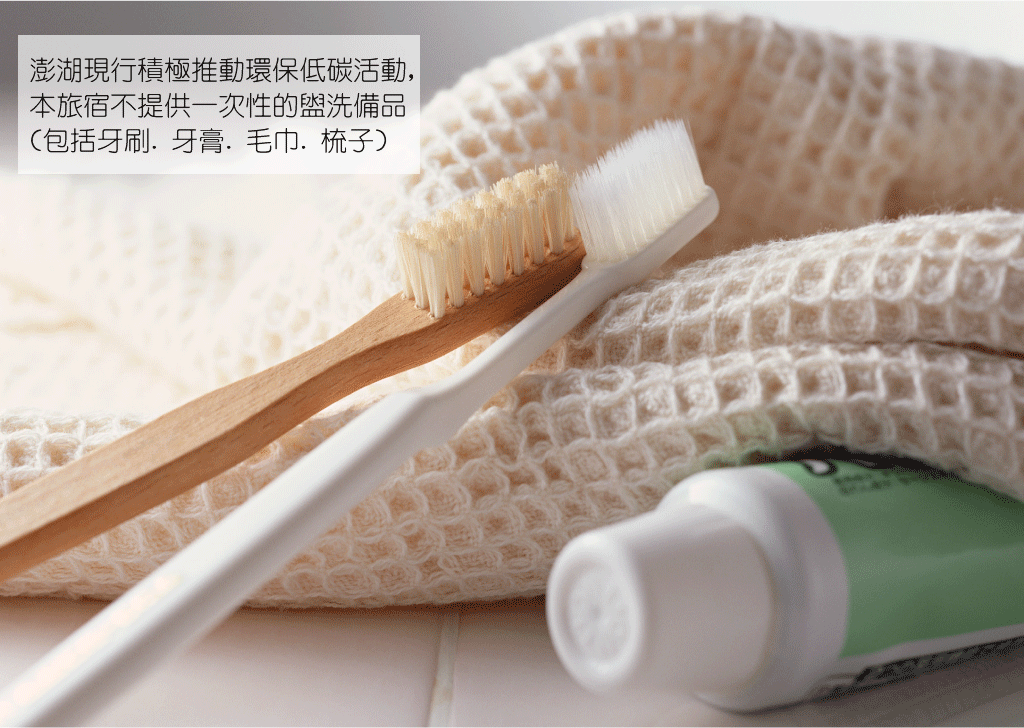 澎湖現行積極推動環保低碳活動,
本旅宿不提供一次性的盥洗備品
(包括牙刷. 牙膏. 毛巾. 梳子)